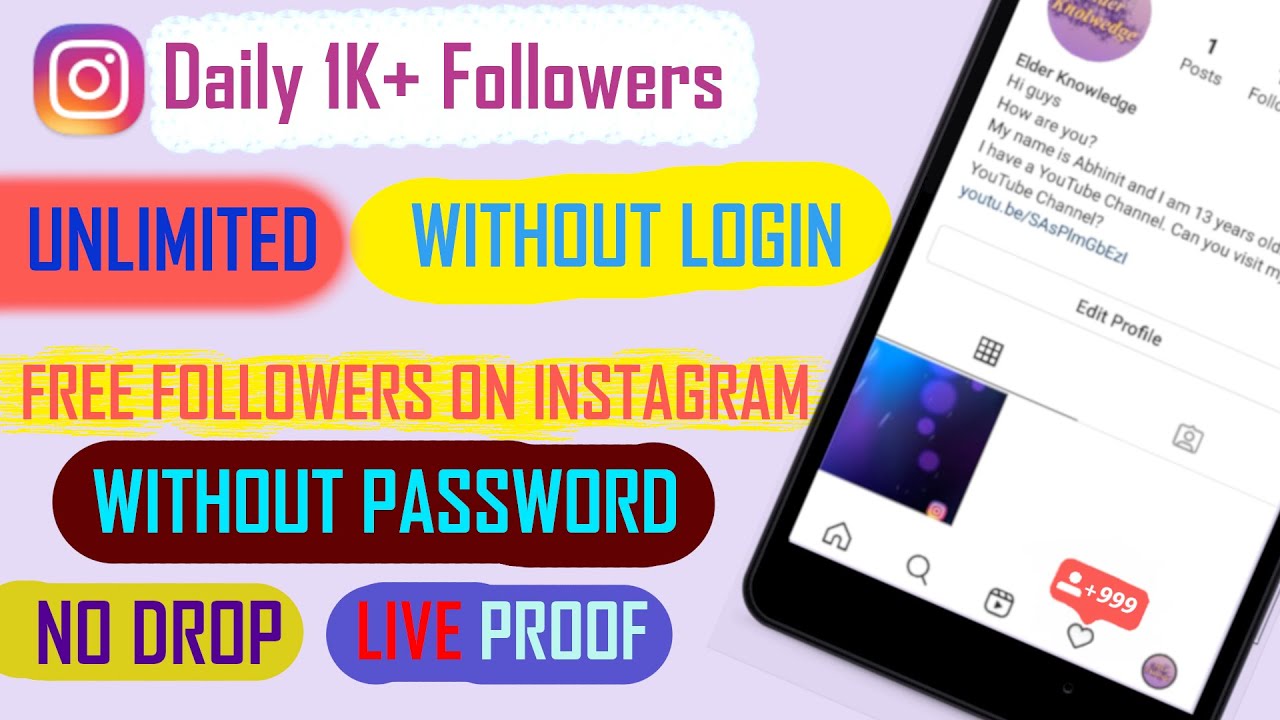 Daily 1K+ Followers
UNLIMITED
WITHOUT LOGIN
FREE FOLLOWERS ON INSTAGRAM
WITHOUT PASSWORD
NO DROP
LIVE PROOF
Knolwedge
1
Posts
Elder Knowledge
Hi guys
How are you?
My name is Abhinit and I am 13 years old
I have a YouTube Channel. Can you visit my
YouTube Channel?
youtu.be/SAsPlmGbEzI
Edit Profile
+999